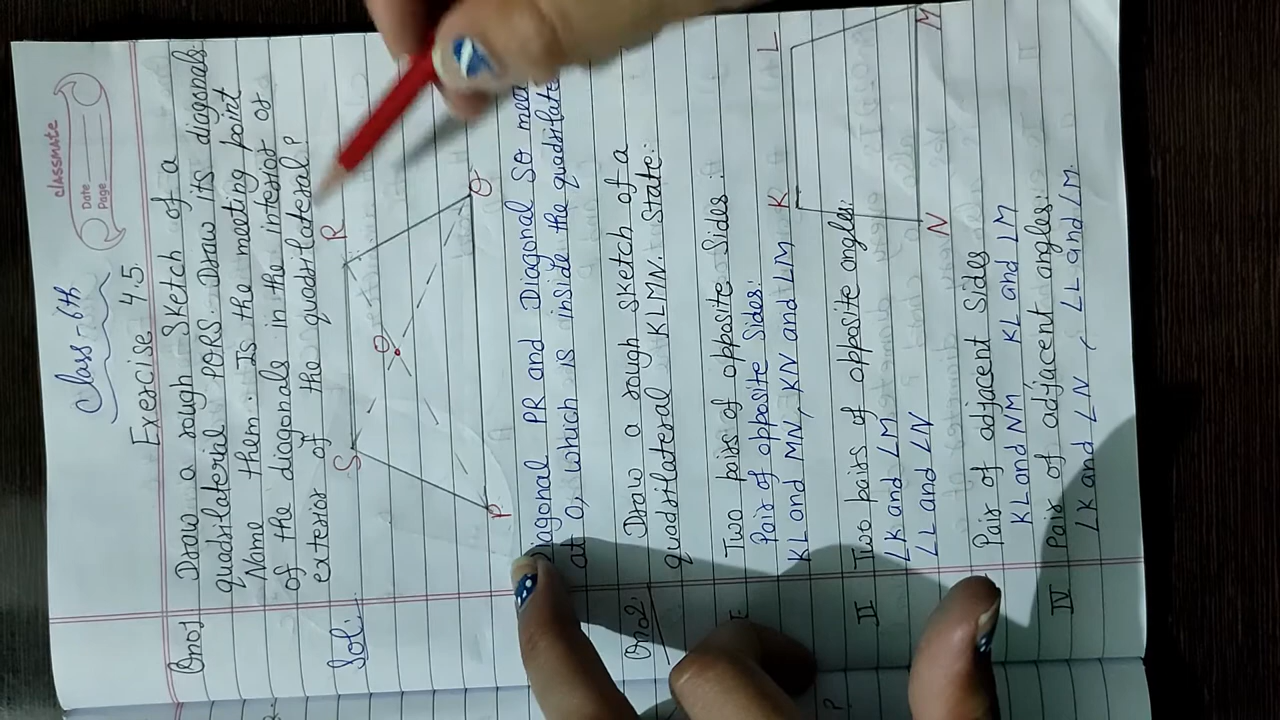 classmate
Date
Page
Class - 6th
Exercise 4.5.
Qno1 Draw a rough sketch of a
quadrilaterial PQRS. Draw its diagonals.
Name them. Is the meeting point
of the diagonals in the interior or
exterior of the quadrilateral?
Sol:
S R
O
P Q
Diagonal PR and Diagonal SQ mea
at O, which is inside the quadrilate
Qno2. Draw a rough sketch of a
quadrilateral KLMN. State:
I Two pairs of opposite sides:
Pair of opposite sides:
KL and MN, KN and LM
K L
N M
II Two pairs of opposite angles:
∠K and ∠M
∠L and ∠N
Pair of adjacent sides
KL and NM KL and LM
IV Pair of adjacent angles:
∠K and ∠N, ∠L and ∠M.